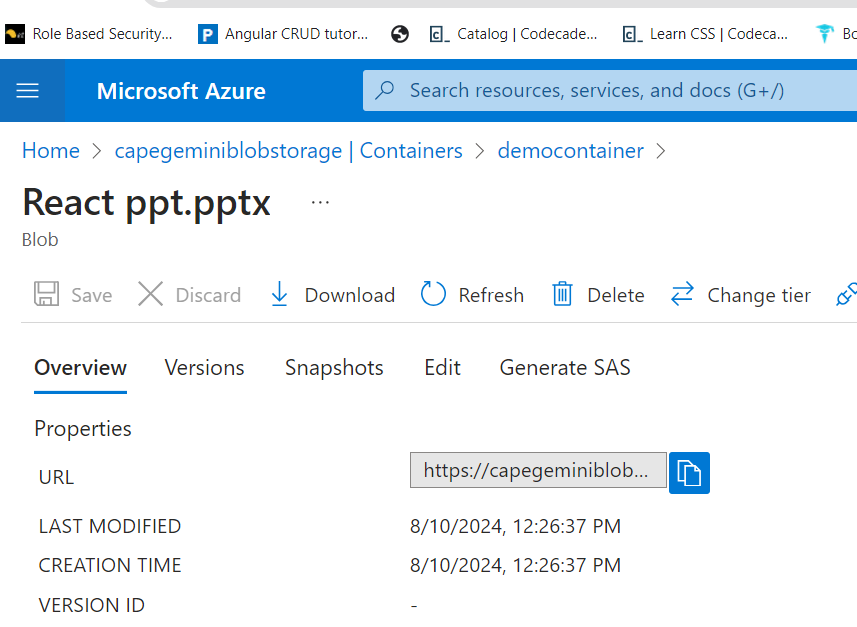 Role Based Security... Angular CRUD tutor... Catalog | Codecade... Learn CSS | Codeca... Bo
Microsoft Azure Search resources, services, and docs (G+/)
Home > capegeminiblobstorage | Containers > democontainer >
React ppt.pptx ...
Blob
Save Discard Download Refresh Delete Change tier
Overview Versions Snapshots Edit Generate SAS
Properties
URL https://capegeminiblob...
LAST MODIFIED 8/10/2024, 12:26:37 PM
CREATION TIME 8/10/2024, 12:26:37 PM
VERSION ID -